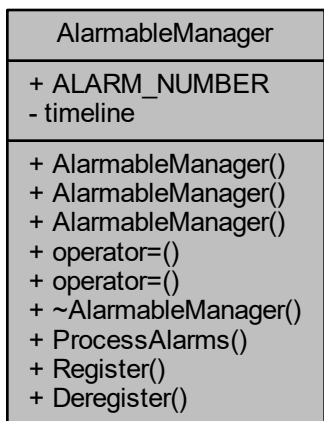 AlarmableManager
+ ALARM_NUMBER
- timeline
+ AlarmableManager()
+ AlarmableManager()
+ AlarmableManager()
+ operator=()
+ operator=()
+ ~AlarmableManager()
+ ProcessAlarms()
+ Register()
+ Deregister()